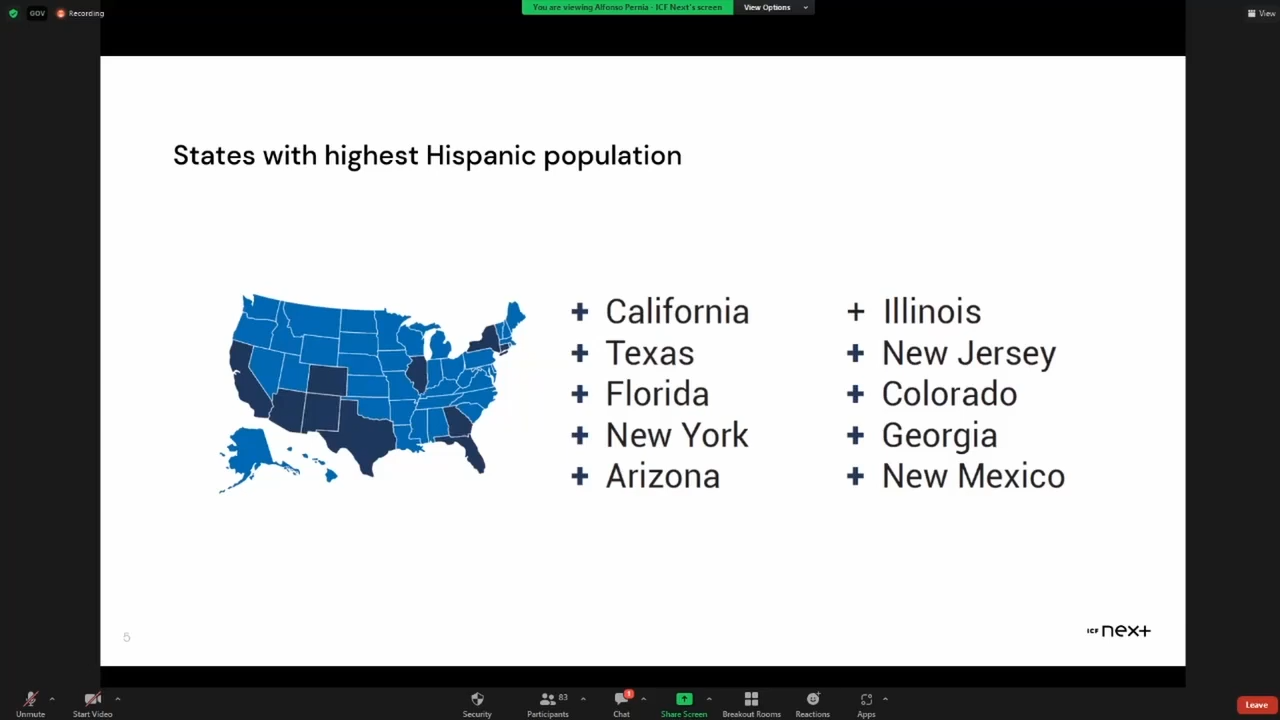 GOV
Recording
You are viewing Alfonso Pernia - ICF Next's screen
View Options
View
States with highest Hispanic population
+ California
+ Texas
+ Florida
+ New York
+ Arizona
+ Illinois
+ New Jersey
+ Colorado
+ Georgia
+ New Mexico
5
ICF next
Unmute
Start Video
Security
Participants
83
Chat
Share Screen
Breakout Rooms
Reactions
Apps
Leave